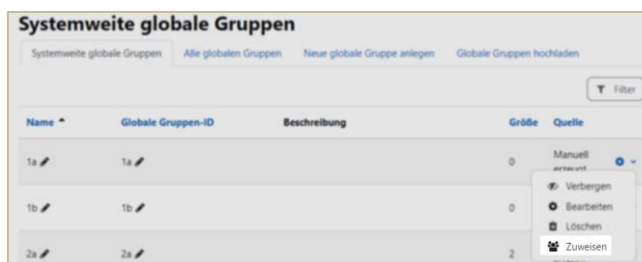 Systemweite globale Gruppen
Systemweite globale Gruppen Alle globalen Gruppen Neue globale Gruppe anlegen Globale Gruppen hochladen
Filter
Name Globale Gruppen-ID Beschreibung Größe Quelle
1a 1a 0 Manuell
erzeugt
Verbergen
1b 1b 0 Bearbeiten
Löschen
Zuweisen
2a 2a 2